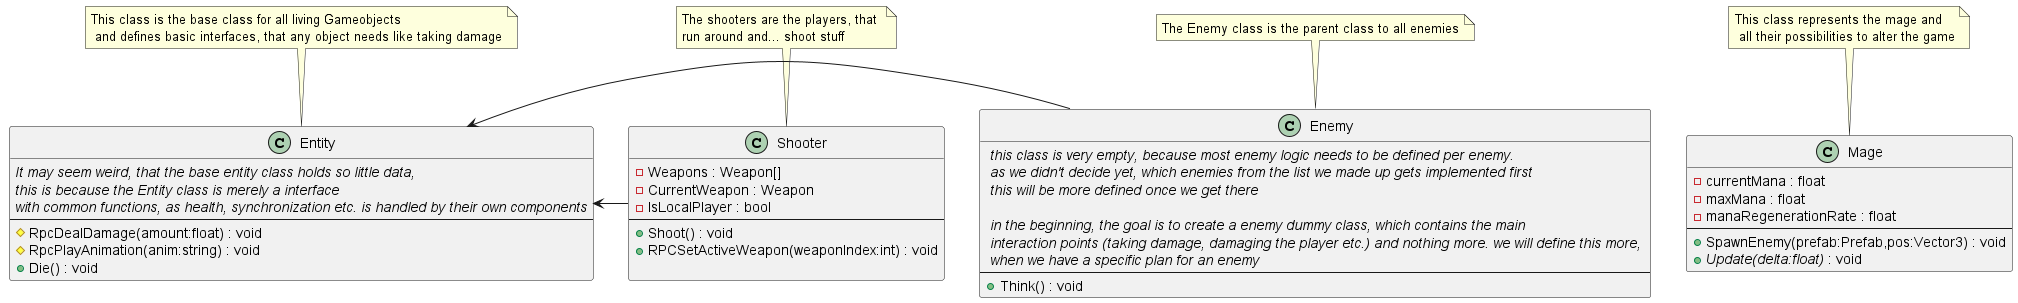 This class is the base class for all living Gameobjects
and defines basic interfaces, that any object needs like taking damage
The shooters are the players, that
run around and... shoot stuff
The Enemy class is the parent class to all enemies
This class represents the mage and
all their possibilities to alter the game
C Entity
It may seem weird, that the base entity class holds so little data,
this is because the Entity class is merely a interface
with common functions, as health, synchronization etc. is handled by their own components
RpcDealDamage(amount:float) : void
RpcPlayAnimation(anim:string) : void
Die() : void
C Shooter
Weapons : Weapon[]
CurrentWeapon : Weapon
IsLocalPlayer : bool
Shoot() : void
RPCSetActiveWeapon(weaponIndex:int) : void
C Enemy
this class is very empty, because most enemy logic needs to be defined per enemy.
as we didn't decide yet, which enemies from the list we made up gets implemented first
this will be more defined once we get there
in the beginning, the goal is to create a enemy dummy class, which contains the main
interaction points (taking damage, damaging the player etc.) and nothing more. we will define this more,
when we have a specific plan for an enemy
Think() : void
C Mage
currentMana : float
maxMana : float
manaRegenerationRate : float
SpawnEnemy(prefab:Prefab,pos:Vector3) : void
Update(delta:float) : void